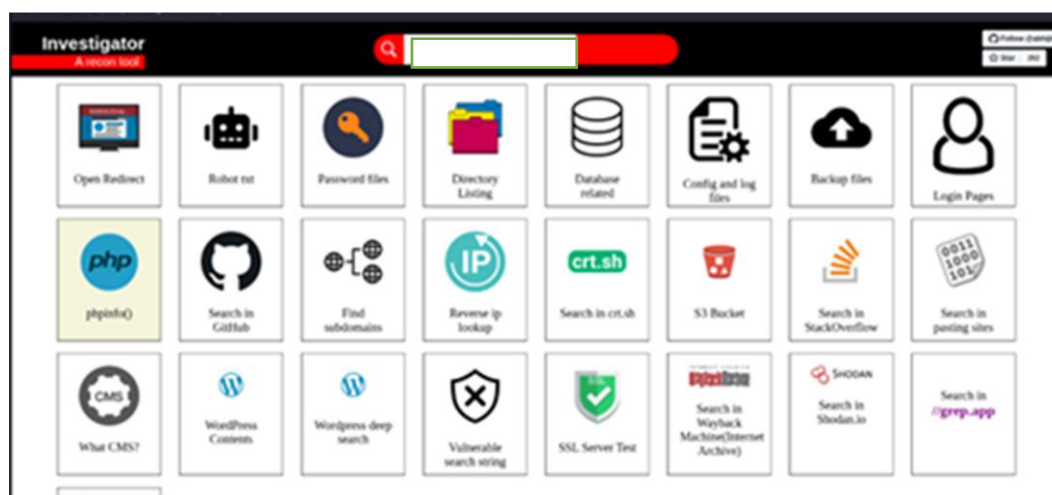 Investigator
A recon tool
Follow
Star
Open Redirect
Robot txt
Password files
Directory
Listing
Database
related
Config and log
files
Backup files
Login Pages
php
phpinfo()
Search in
GitHub
Find
subdomains
IP
Reverse ip
lookup
crt.sh
Search in crt.sh
S3 Bucket
Search in
StackOverflow
0011
1000
101
Search in
pasting sites
CMS
What CMS?
WordPress
Contents
Wordpress deep
search
Vulnerable
search string
SSL Server Test
Search in
Wayback
Machine(Internet
Archive)
SHODAN
Search in
Shodan.io
Search in
//grep.app